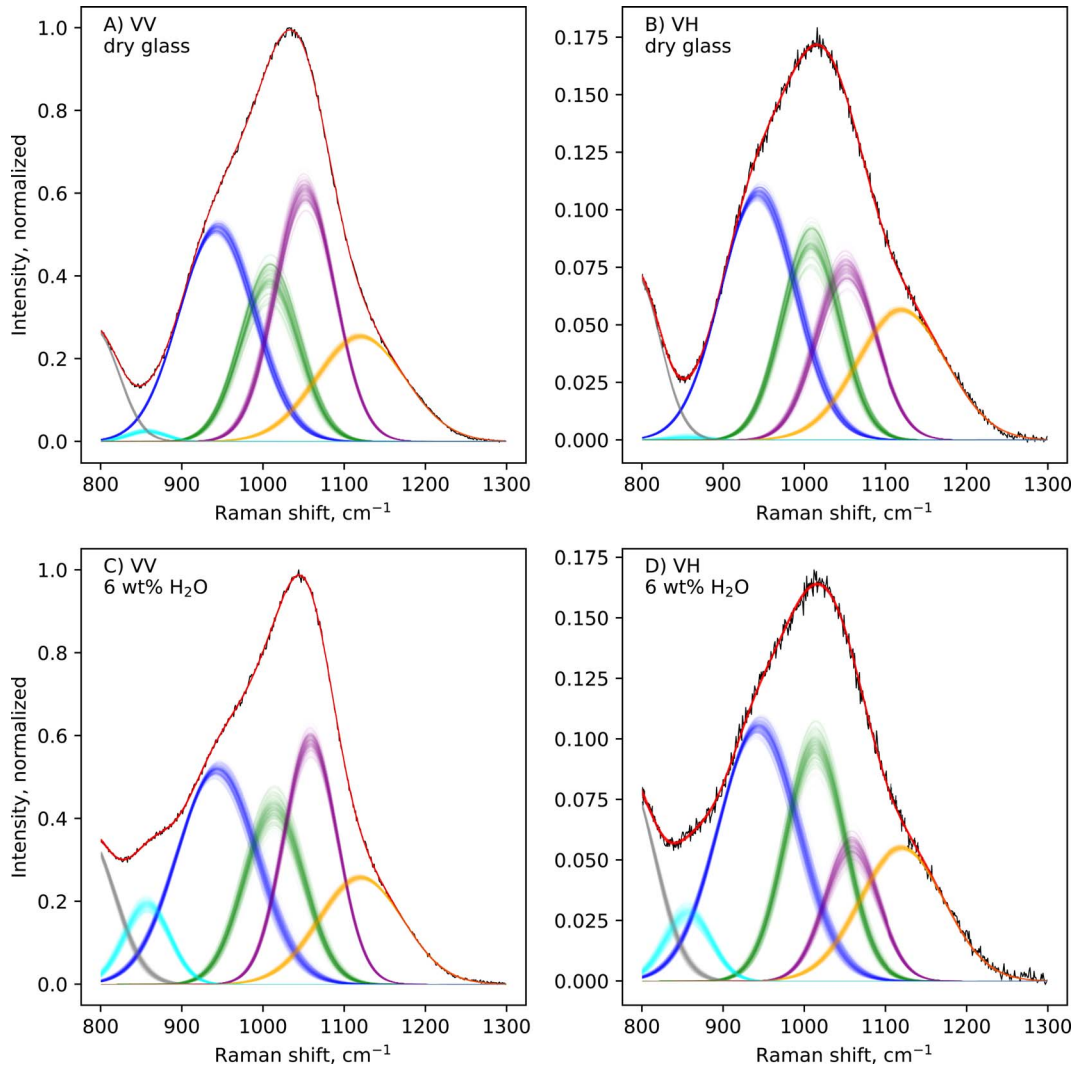 A) VV
dry glass
1.0
0.8
0.6
0.4
0.2
0.0
Intensity, normalized
800 900 1000 1100 1200 1300
Raman shift, cm⁻¹
B) VH
dry glass
0.175
0.150
0.125
0.100
0.075
0.050
0.025
0.000
800 900 1000 1100 1200 1300
Raman shift, cm⁻¹
C) VV
6 wt% H₂O
1.0
0.8
0.6
0.4
0.2
0.0
Intensity, normalized
800 900 1000 1100 1200 1300
Raman shift, cm⁻¹
D) VH
6 wt% H₂O
0.175
0.150
0.125
0.100
0.075
0.050
0.025
0.000
800 900 1000 1100 1200 1300
Raman shift, cm⁻¹